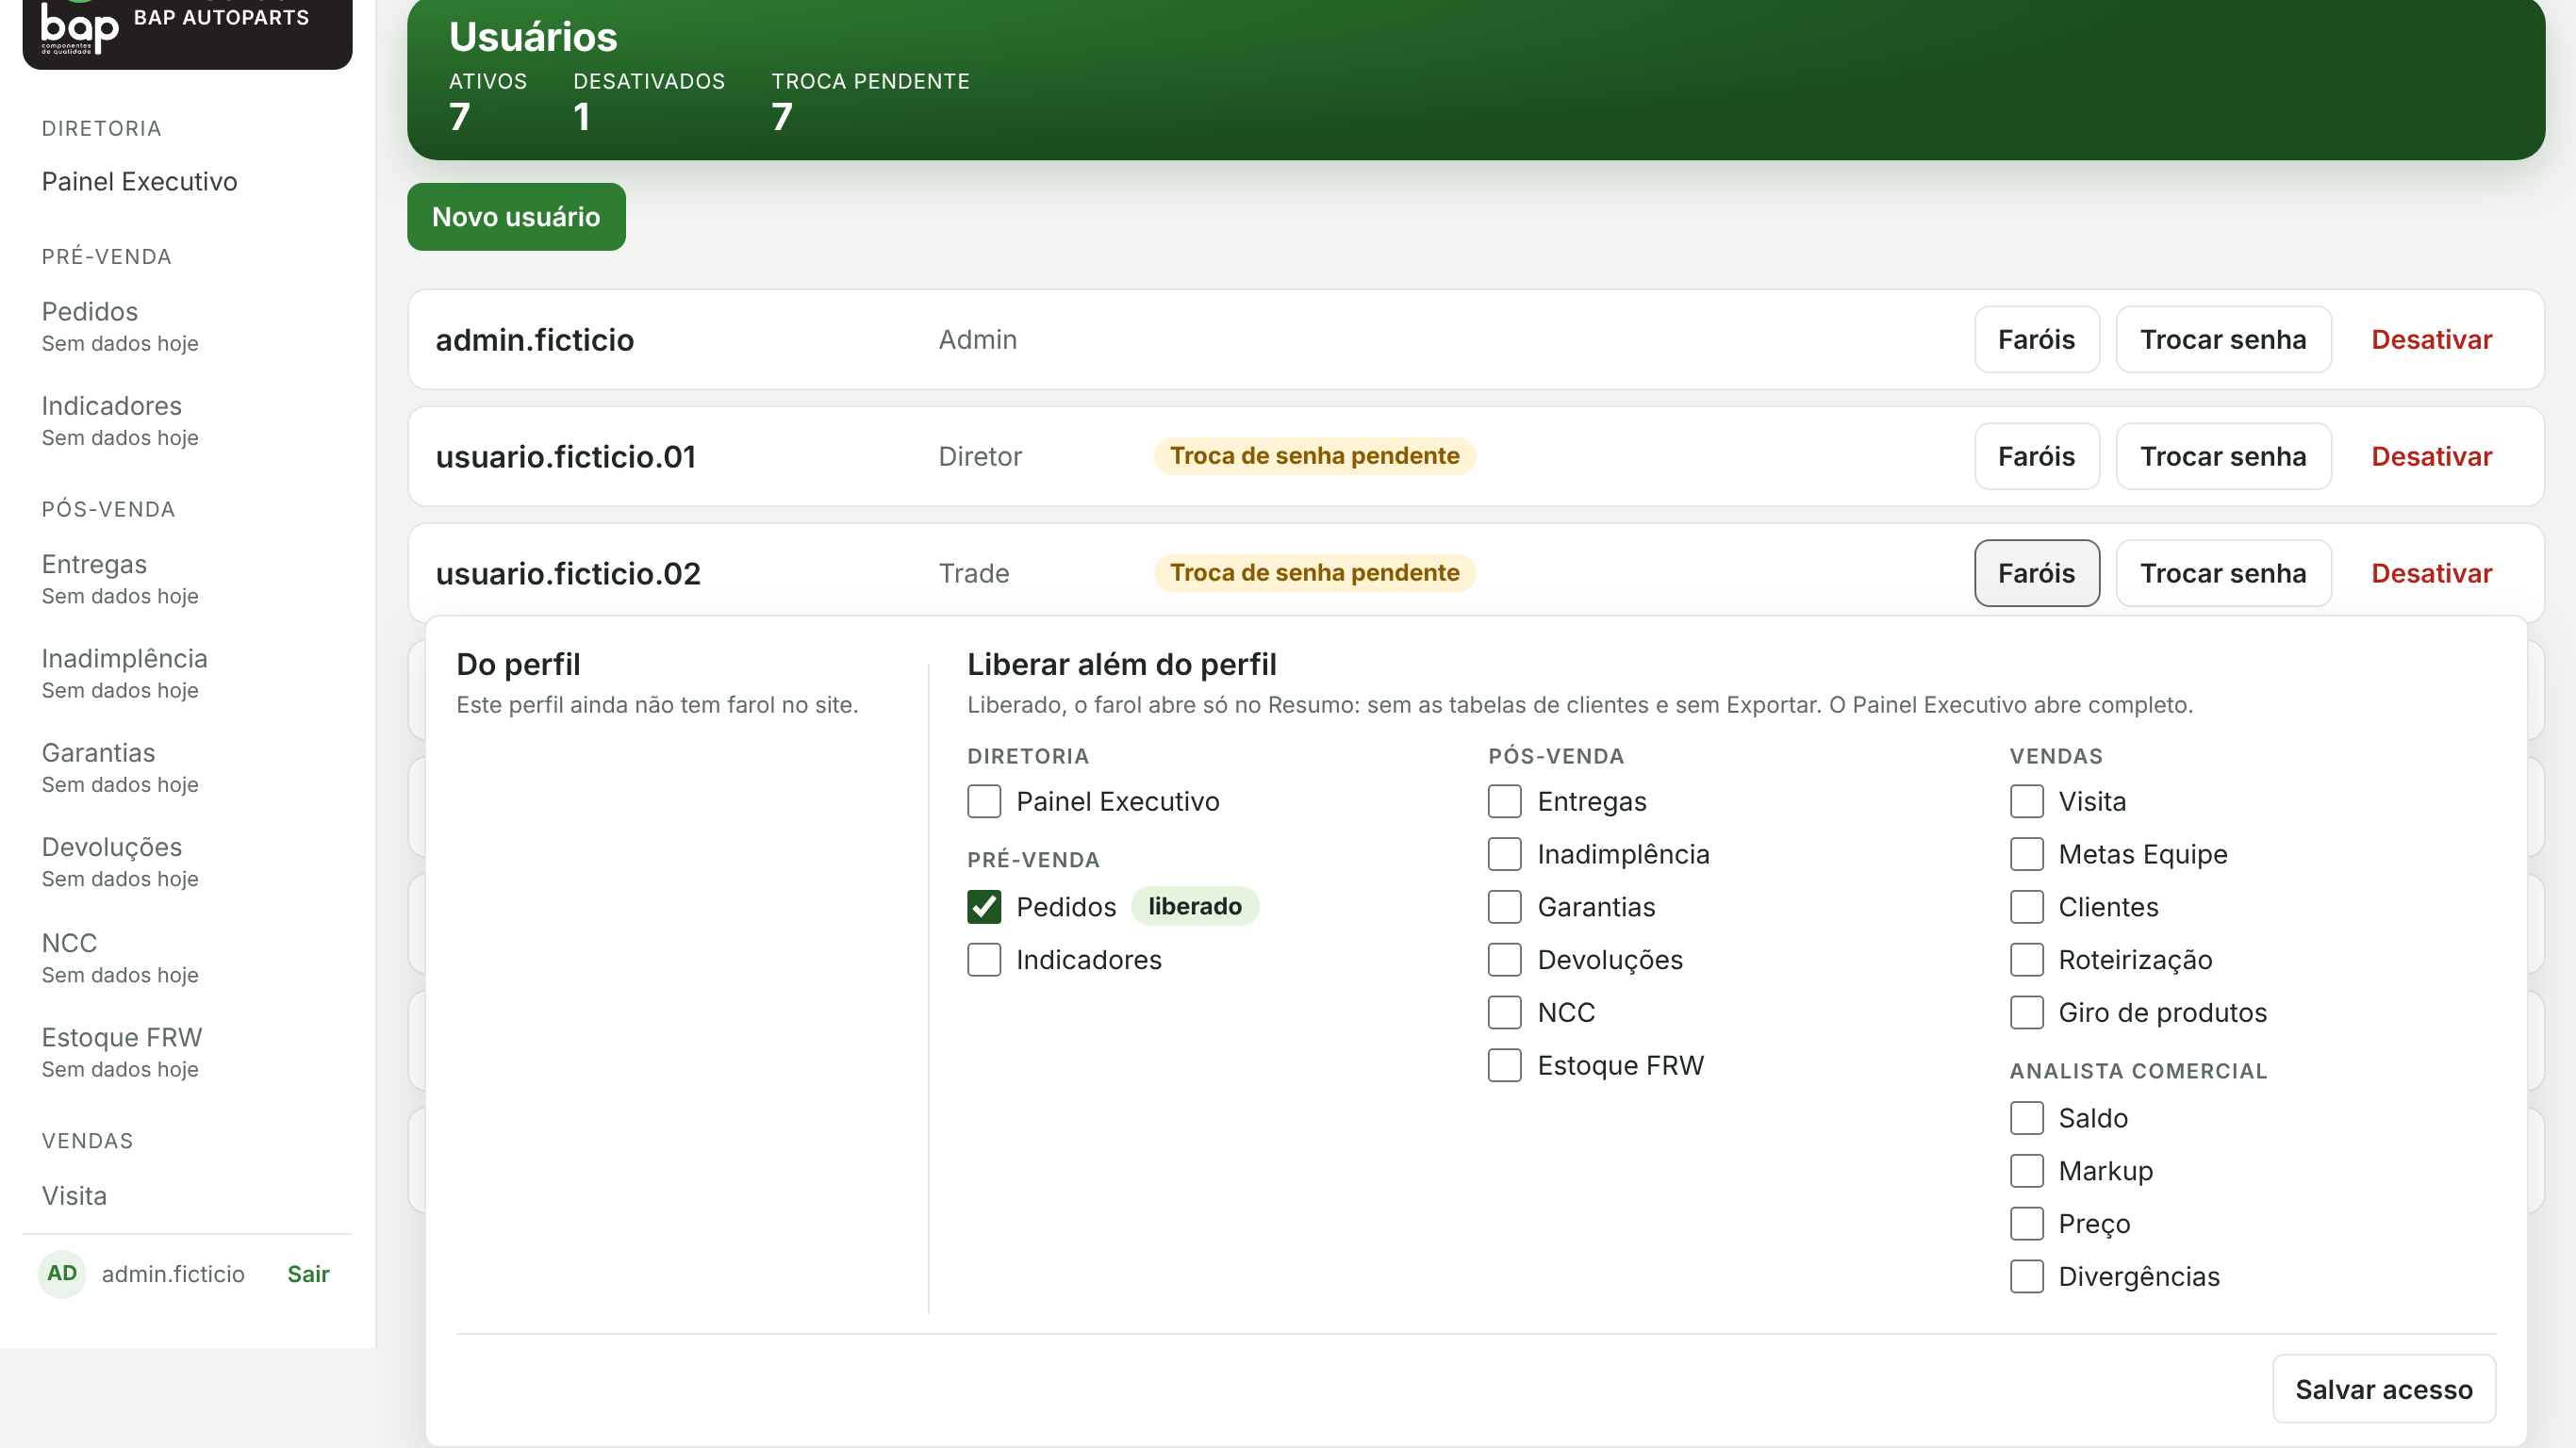 bap
componentes
de qualidade
BAP AUTOPARTS
DIRETORIA
Painel Executivo
PRÉ-VENDA
Pedidos
Sem dados hoje
Indicadores
Sem dados hoje
PÓS-VENDA
Entregas
Sem dados hoje
Inadimplência
Sem dados hoje
Garantias
Sem dados hoje
Devoluções
Sem dados hoje
NCC
Sem dados hoje
Estoque FRW
Sem dados hoje
VENDAS
Visita
AD admin.ficticio Sair
Usuários
ATIVOS DESATIVADOS TROCA PENDENTE
7 1 7
Novo usuário
admin.ficticio Admin Faróis Trocar senha Desativar
usuario.ficticio.01 Diretor Troca de senha pendente Faróis Trocar senha Desativar
usuario.ficticio.02 Trade Troca de senha pendente Faróis Trocar senha Desativar
Do perfil
Este perfil ainda não tem farol no site.
Liberar além do perfil
Liberado, o farol abre só no Resumo: sem as tabelas de clientes e sem Exportar. O Painel Executivo abre completo.
DIRETORIA
Painel Executivo
PRÉ-VENDA
Pedidos liberado
Indicadores
PÓS-VENDA
Entregas
Inadimplência
Garantias
Devoluções
NCC
Estoque FRW
VENDAS
Visita
Metas Equipe
Clientes
Roteirização
Giro de produtos
ANALISTA COMERCIAL
Saldo
Markup
Preço
Divergências
Salvar acesso